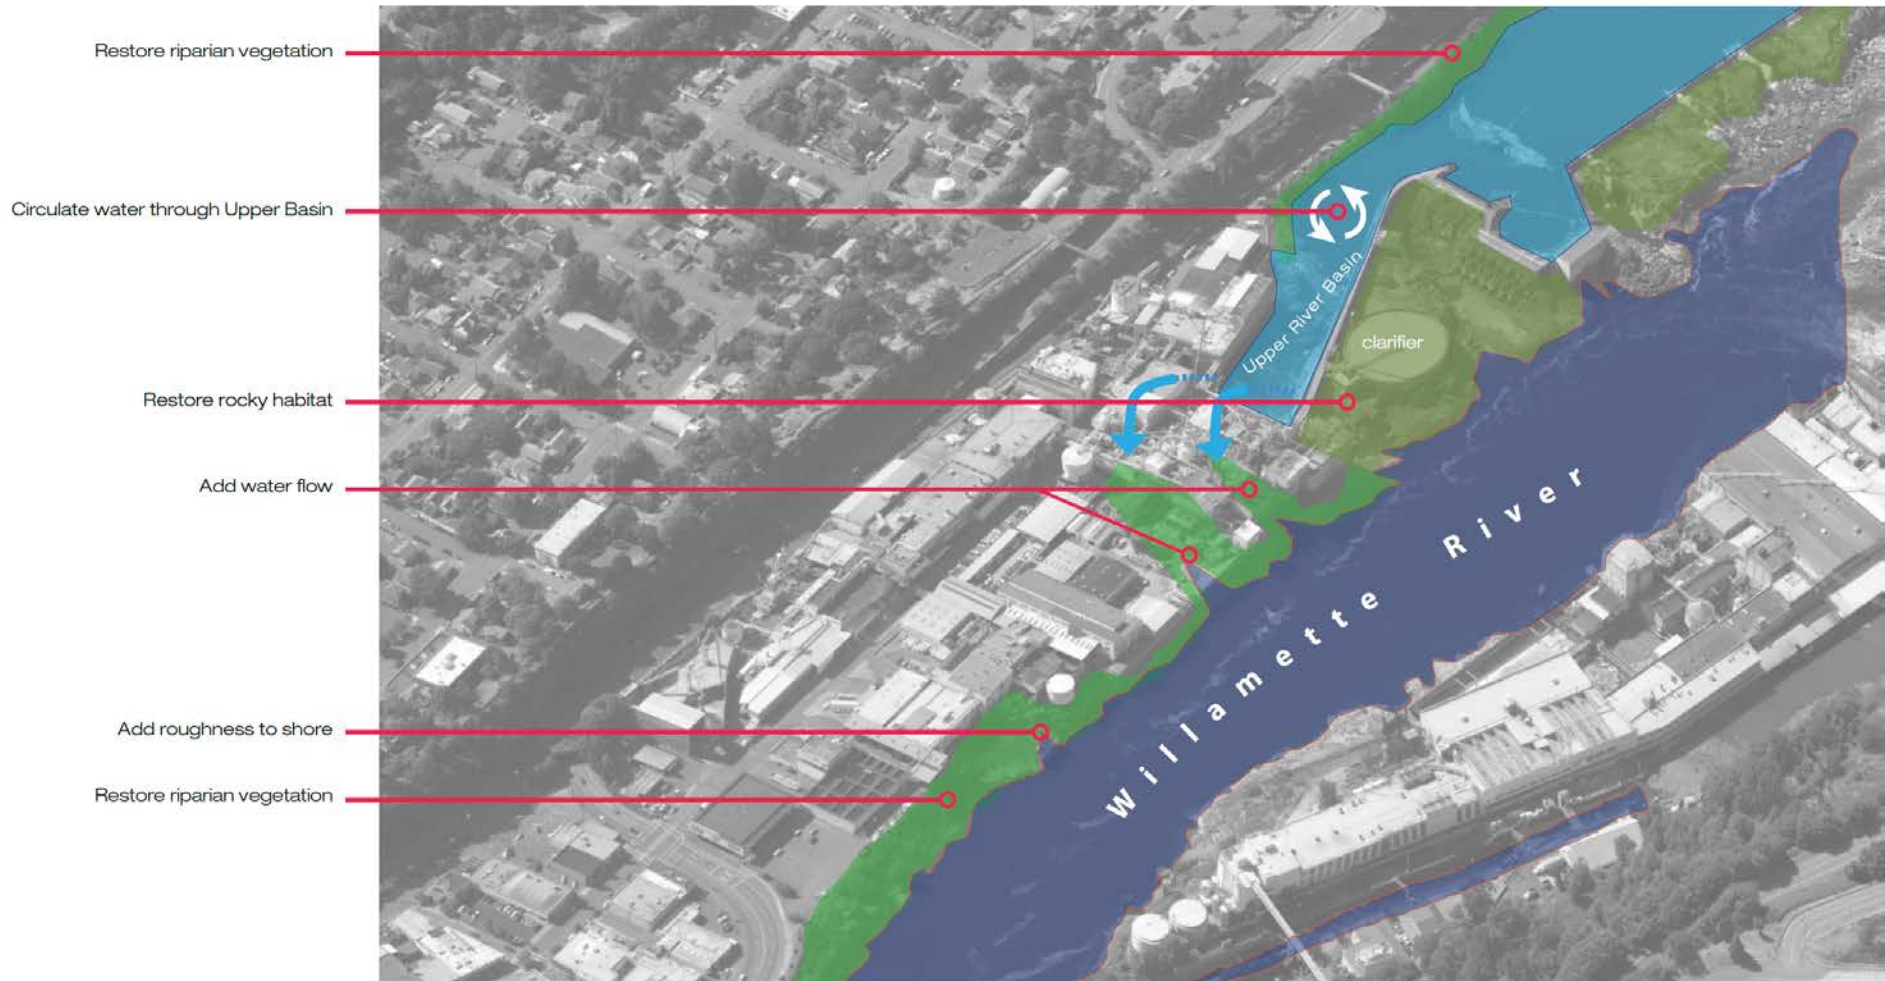 Restore riparian vegetation
Circulate water through Upper Basin
Upper River Basin
clarifier
Restore rocky habitat
Add water flow
Willamette River
Add roughness to shore
Restore riparian vegetation